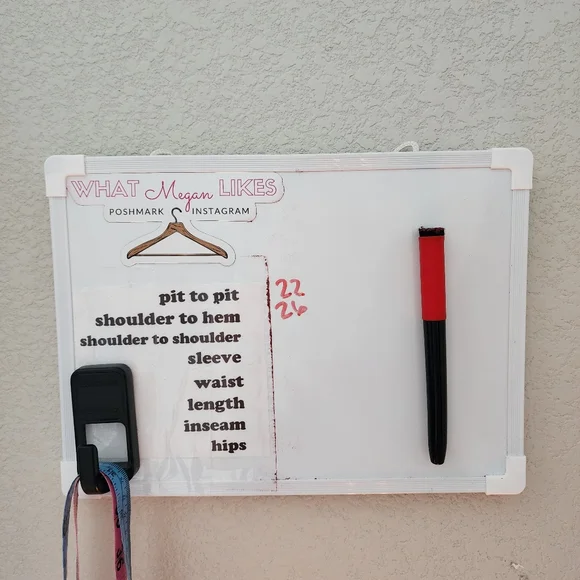 WHAT Megan LIKES
POSHMARK INSTAGRAM
pit to pit 22
shoulder to hem 26
shoulder to shoulder
sleeve
waist
length
inseam
hips